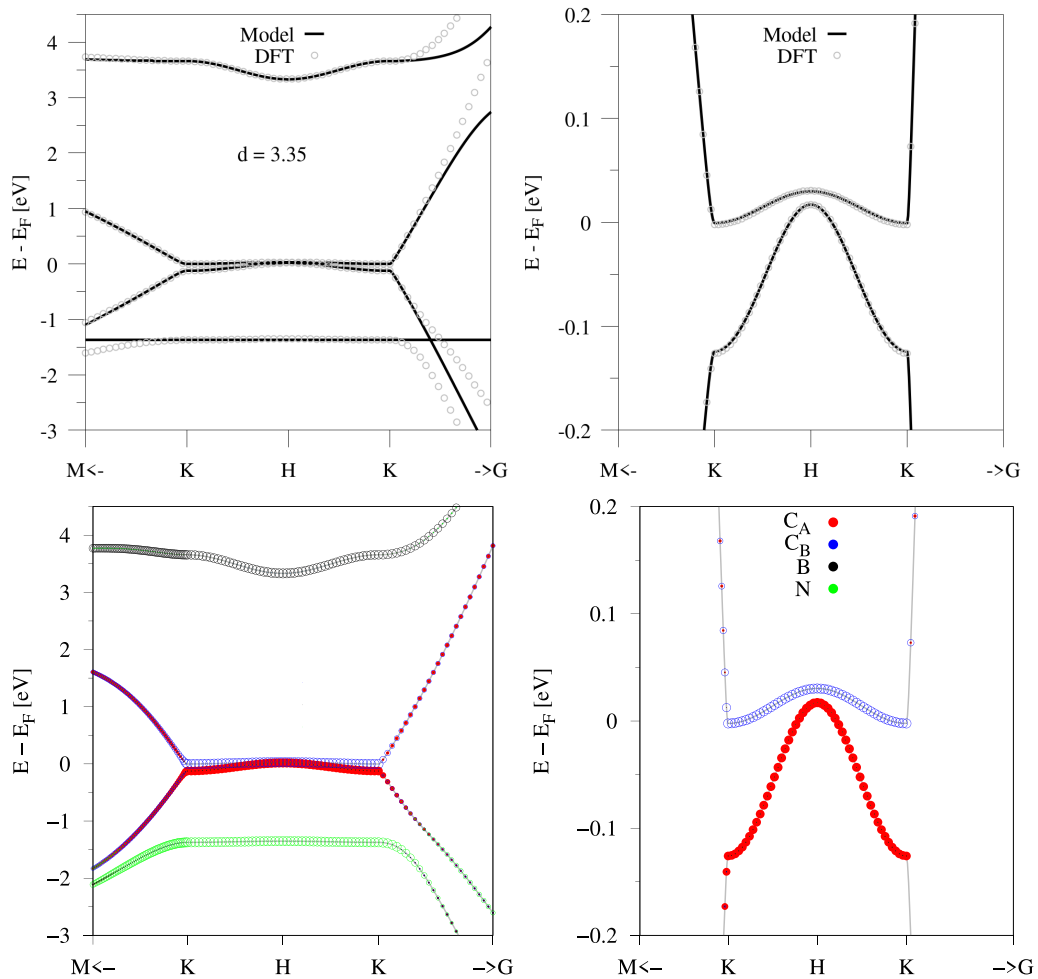 Model
DFT
d = 3.35
E - E_F [eV]
4
3
2
1
0
-1
-2
-3
M<- K H K ->G
Model
DFT
E - E_F [eV]
0.2
0.1
0
-0.1
-0.2
M<- K H K ->G
E − E_F [eV]
4
3
2
1
0
−1
−2
−3
M<− K H K −>G
C_A
C_B
B
N
E − E_F [eV]
0.2
0.1
0
−0.1
−0.2
M<− K H K −>G